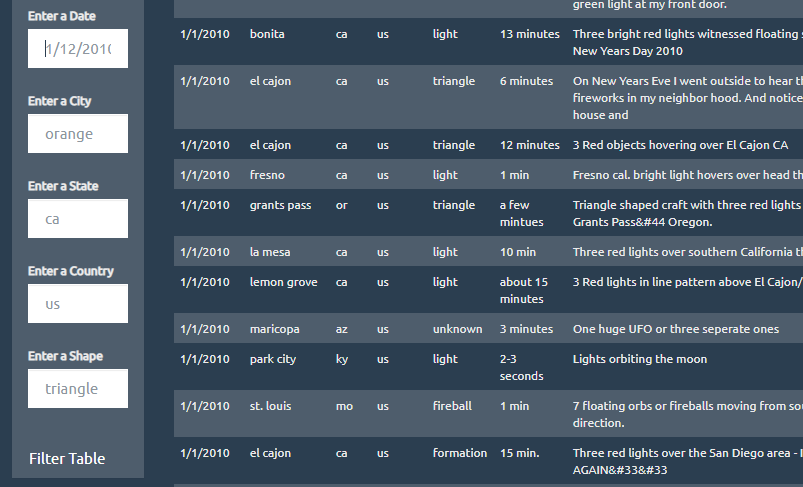 Enter a Date
1/12/2010
Enter a City
orange
Enter a State
ca
Enter a Country
us
Enter a Shape
triangle
Filter Table
green light at my front door.
1/1/2010 bonita ca us light 13 minutes Three bright red lights witnessed floating
New Years Day 2010
1/1/2010 el cajon ca us triangle 6 minutes On New Years Eve I went outside to hear
fireworks in my neighbor hood. And notice
house and
1/1/2010 el cajon ca us triangle 12 minutes 3 Red objects hovering over El Cajon CA
1/1/2010 fresno ca us light 1 min Fresno cal. bright light hovers over head
1/1/2010 grants pass or us triangle a few
mintues
Triangle shaped craft with three red lights
Grants Pass&#44 Oregon.
1/1/2010 la mesa ca us light 10 min Three red lights over southern California
1/1/2010 lemon grove ca us light about 15
minutes
3 Red lights in line pattern above El Cajon/
1/1/2010 maricopa az us unknown 3 minutes One huge UFO or three seperate ones
1/1/2010 park city ky us light 2-3
seconds
Lights orbiting the moon
1/1/2010 st. louis mo us fireball 1 min 7 floating orbs or fireballs moving from
direction.
1/1/2010 el cajon ca us formation 15 min. Three red lights over the San Diego area -
AGAIN&#33&#33